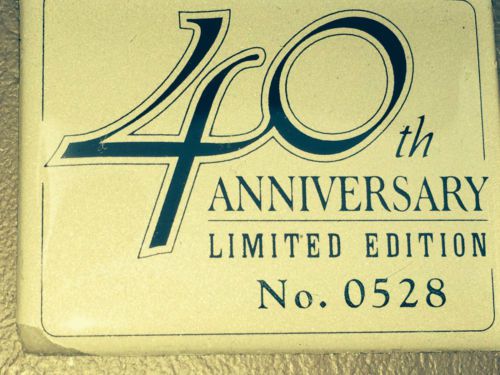 40th
ANNIVERSARY
LIMITED EDITION
No. 0528